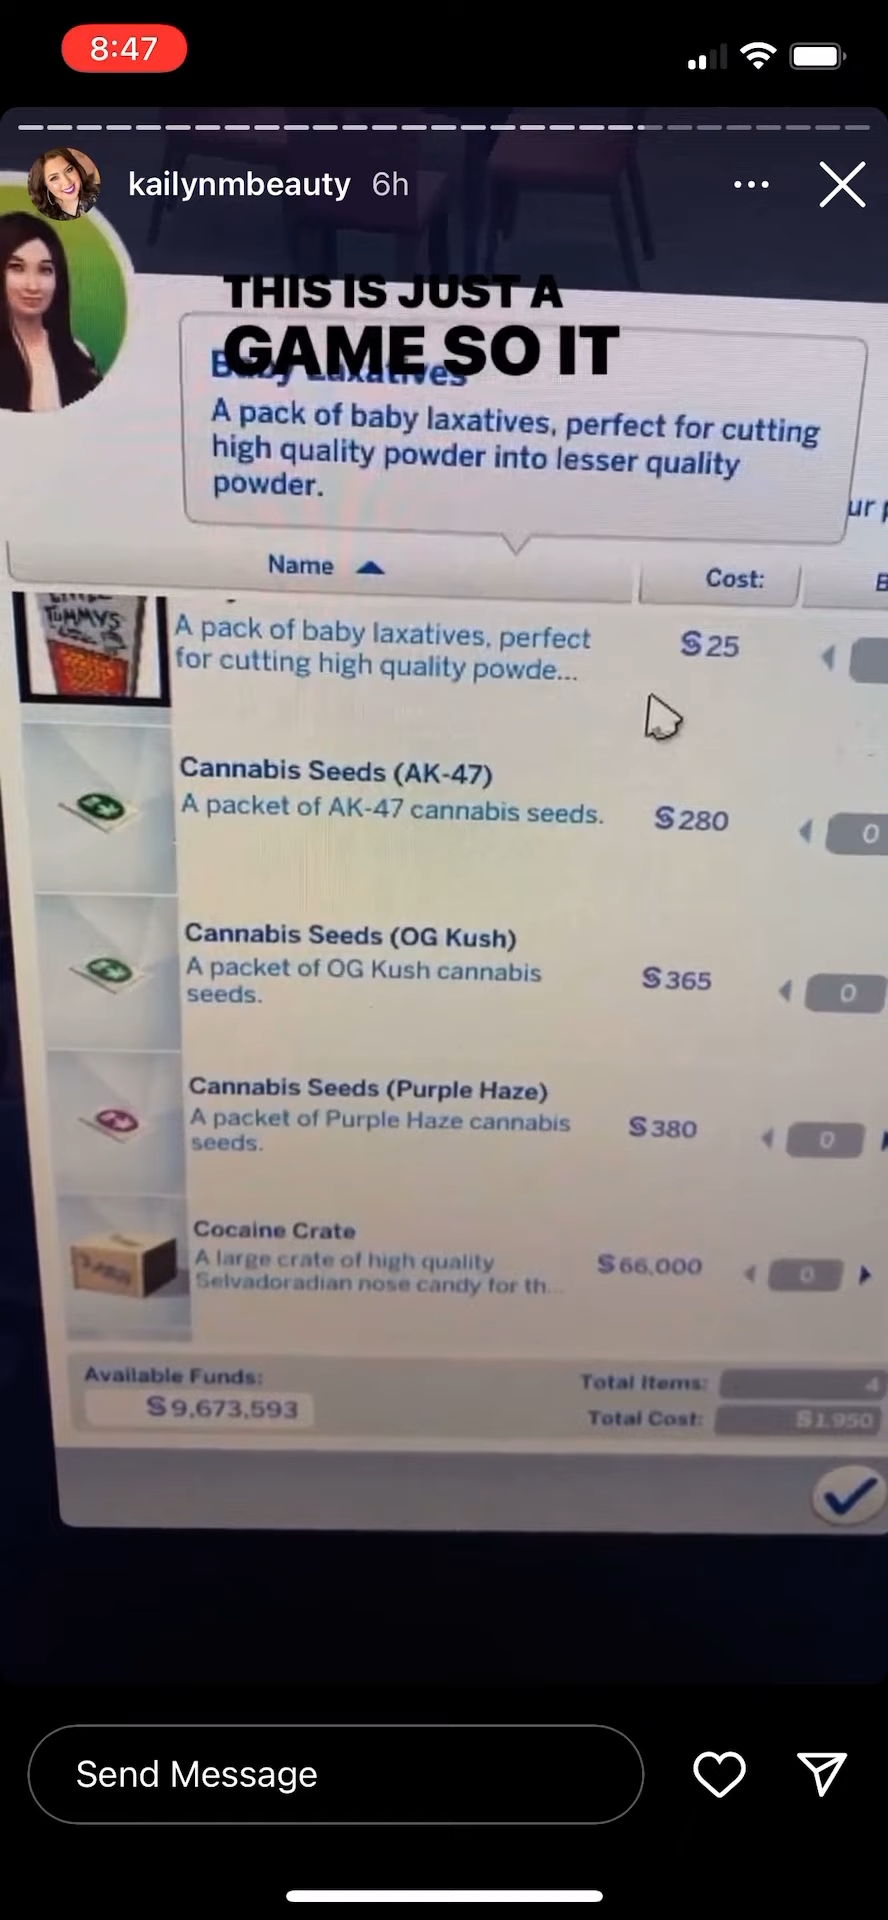 8:47
kailynmbeauty 6h
THIS IS JUST A
GAME SO IT
Baby Laxatives
A pack of baby laxatives, perfect for cutting
high quality powder into lesser quality
powder.
ur p
Name
Cost:
B
TUMMYS
A pack of baby laxatives, perfect
for cutting high quality powde...
§25
Cannabis Seeds (AK-47)
A packet of AK-47 cannabis seeds.
§280
0
Cannabis Seeds (OG Kush)
A packet of OG Kush cannabis
seeds.
§365
0
Cannabis Seeds (Purple Haze)
A packet of Purple Haze cannabis
seeds.
§380
0
Cocaine Crate
A large crate of high quality
Selvadoradian nose candy for th...
§66,000
0
Available Funds:
§9,673,593
Total Items: 4
Total Cost: §1,950
Send Message